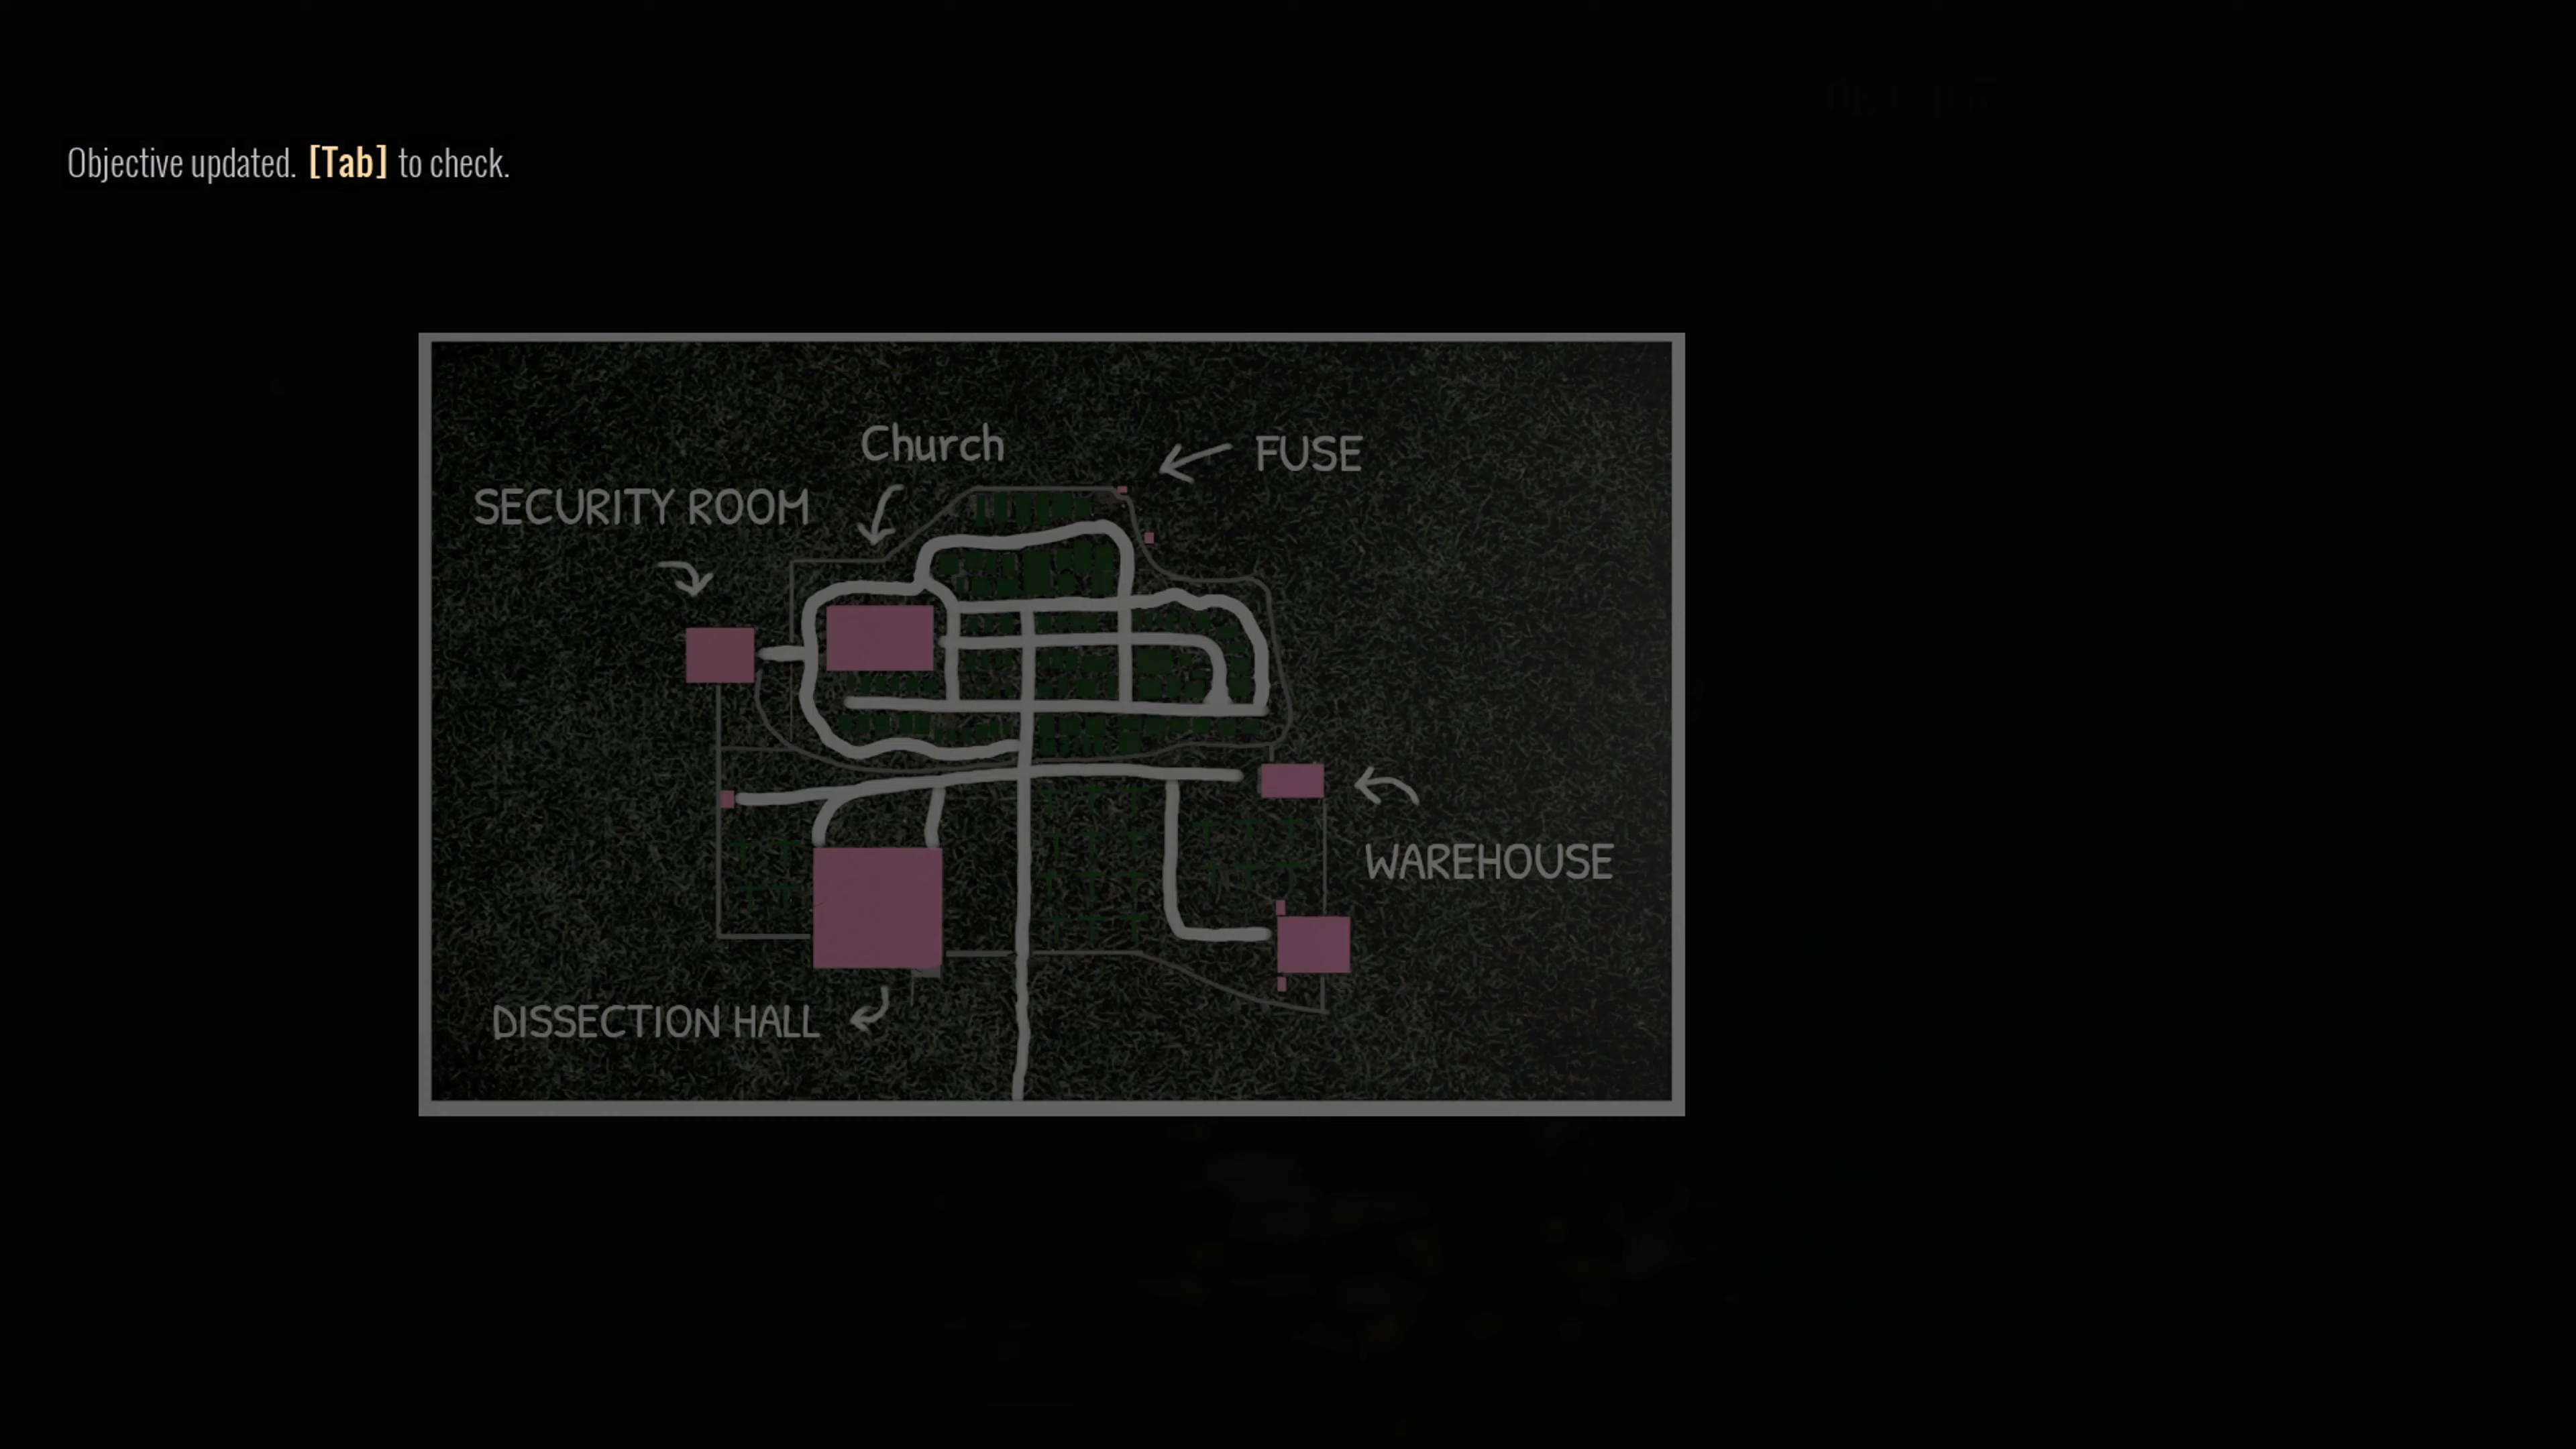 Objective updated. [Tab] to check.
Church
FUSE
SECURITY ROOM
WAREHOUSE
DISSECTION HALL